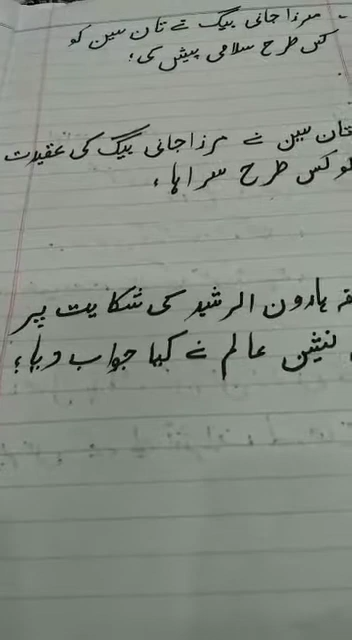 مرزا جانی بیگ نے تان سین کو
کس طرح سلامی پیش کی؟
تان سین نے مرزا جانی بیگ کی عقیدت
کو کس طرح سراہا؟
ہارون الرشید کی شکایت پر
نشین عالم نے کیا جواب دیا؟